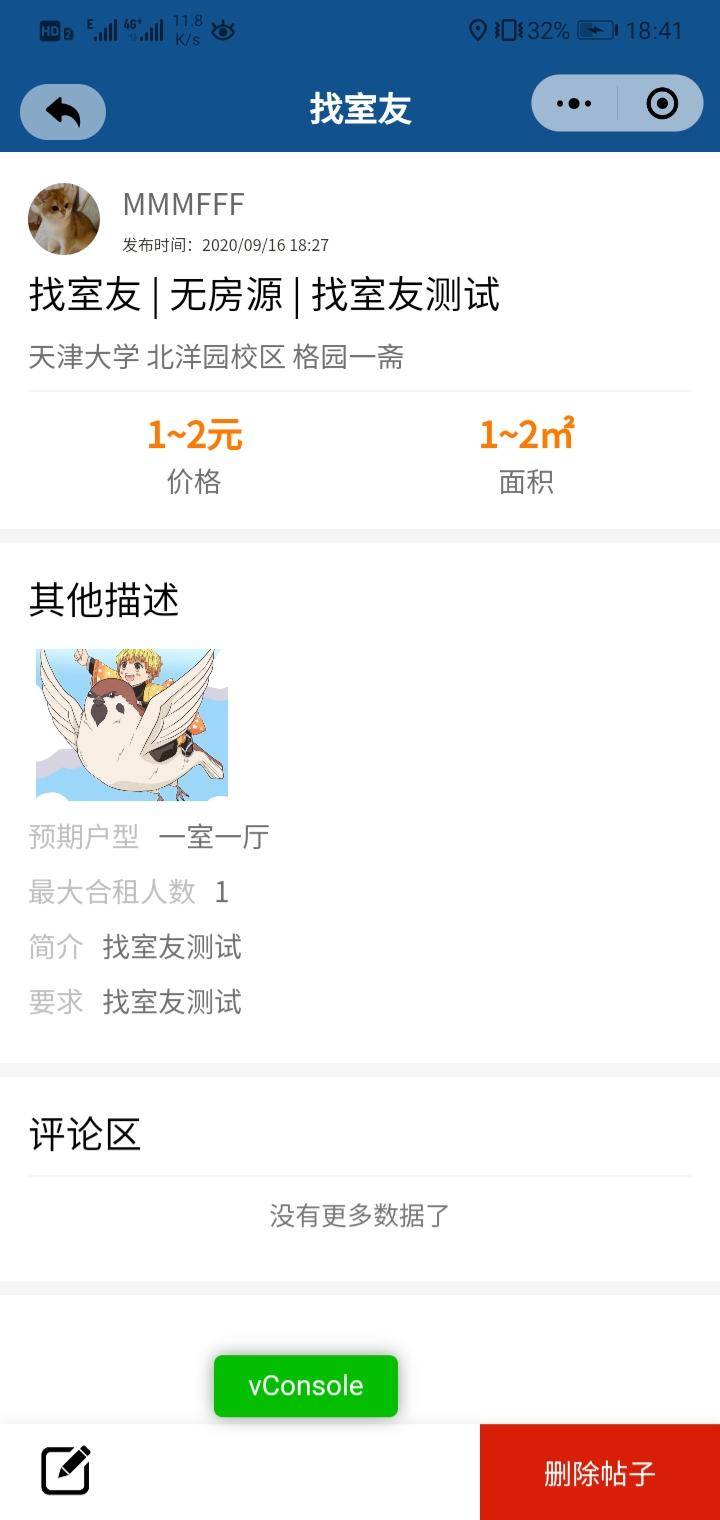 HD 2 E 4G+ 11.8 K/s 32% 18:41
找室友
MMMFFF
发布时间：2020/09/16 18:27
找室友 | 无房源 | 找室友测试
天津大学 北洋园校区 格园一斋
1~2元 1~2㎡
价格 面积
其他描述
预期户型 一室一厅
最大合租人数 1
简介 找室友测试
要求 找室友测试
评论区
没有更多数据了
vConsole
删除帖子